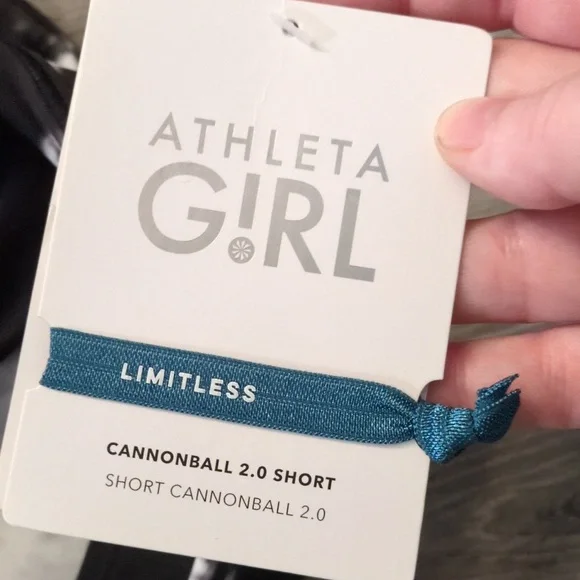 ATHLETA
G!RL
LIMITLESS
CANNONBALL 2.0 SHORT
SHORT CANNONBALL 2.0